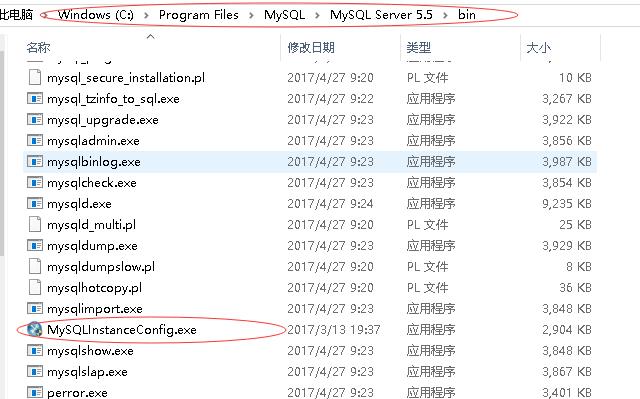 此电脑 > Windows (C:) > Program Files > MySQL > MySQL Server 5.5 > bin
名称 修改日期 类型 大小
mysql_secure_installation.pl 2017/4/27 9:20 PL 文件 10 KB
mysql_tzinfo_to_sql.exe 2017/4/27 9:22 应用程序 3,267 KB
mysql_upgrade.exe 2017/4/27 9:23 应用程序 3,922 KB
mysqladmin.exe 2017/4/27 9:23 应用程序 3,856 KB
mysqlbinlog.exe 2017/4/27 9:23 应用程序 3,987 KB
mysqlcheck.exe 2017/4/27 9:23 应用程序 3,854 KB
mysqld.exe 2017/4/27 9:24 应用程序 9,235 KB
mysqld_multi.pl 2017/4/27 9:20 PL 文件 25 KB
mysqldump.exe 2017/4/27 9:23 应用程序 3,929 KB
mysqldumpslow.pl 2017/4/27 9:20 PL 文件 8 KB
mysqlhotcopy.pl 2017/4/27 9:20 PL 文件 36 KB
mysqlimport.exe 2017/4/27 9:23 应用程序 3,848 KB
MySQLInstanceConfig.exe 2017/3/13 19:37 应用程序 2,904 KB
mysqlshow.exe 2017/4/27 9:23 应用程序 3,848 KB
mysqlslap.exe 2017/4/27 9:23 应用程序 3,867 KB
perror.exe 2017/4/27 9:23 应用程序 3,401 KB